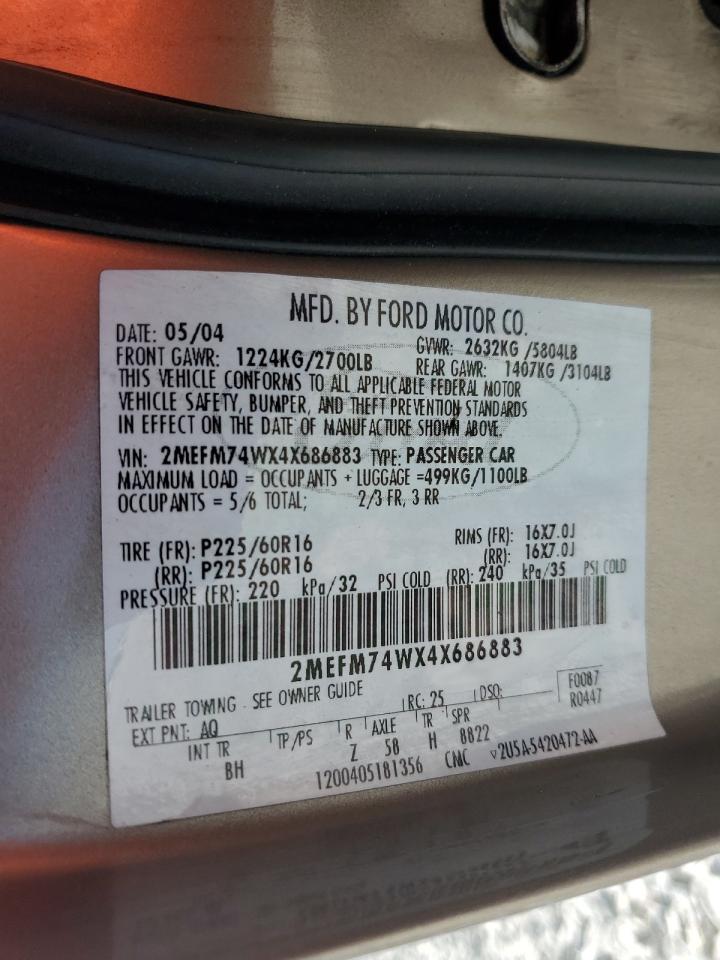 MFD. BY FORD MOTOR CO.
DATE: 05/04 GVWR: 2632KG /5804LB
FRONT GAWR: 1224KG/2700LB REAR GAWR: 1407KG /3104LB
THIS VEHICLE CONFORMS TO ALL APPLICABLE FEDERAL MOTOR
VEHICLE SAFETY, BUMPER, AND THEFT PREVENTION STANDARDS
IN EFFECT ON THE DATE OF MANUFACTURE SHOWN ABOVE.
VIN: 2MEFM74WX4X686883 TYPE: PASSENGER CAR
MAXIMUM LOAD = OCCUPANTS + LUGGAGE =499KG/1100LB
OCCUPANTS = 5/6 TOTAL; 2/3 FR, 3 RR
TIRE (FR): P225/60R16 RIMS (FR): 16X7.0J
(RR): P225/60R16 (RR): 16X7.0J
PRESSURE (FR): 220 kPa/32 PSI COLD (RR): 240 kPa/35 PSI COLD
2MEFM74WX4X686883
TRAILER TOWING - SEE OWNER GUIDE
EXT PNT: AQ RC: 25 DSO: F0087
R0447
INT TR TP/PS R AXLE TR SPR
BH Z 58 H 8822
1200405181356 CMC ▽2U5A-5420472-AA